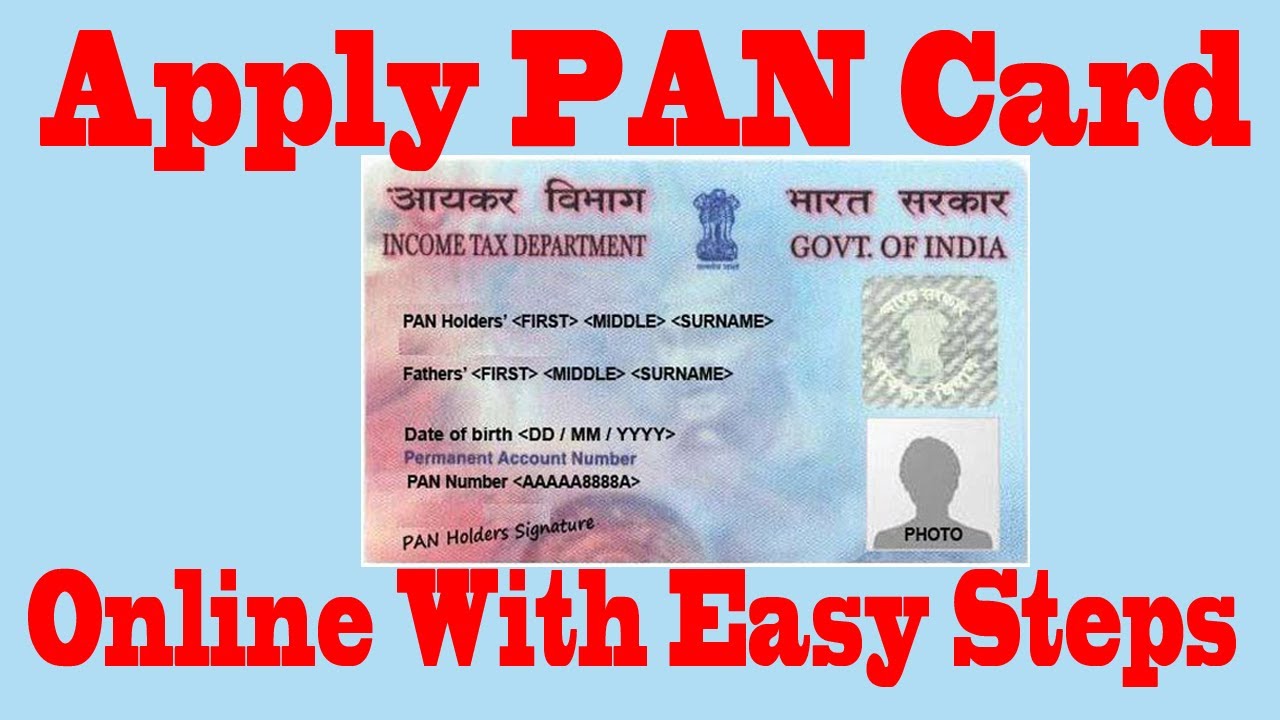 Apply PAN Card
आयकर विभाग
INCOME TAX DEPARTMENT
भारत सरकार
GOVT. OF INDIA
भारत सरकार
PAN Holders’ <FIRST> <MIDDLE> <SURNAME>
Fathers’ <FIRST> <MIDDLE> <SURNAME>
Date of birth <DD / MM / YYYY>
Permanent Account Number
PAN Number <AAAAA8888A>
PAN Holders Signature
PHOTO
Online With Easy Steps